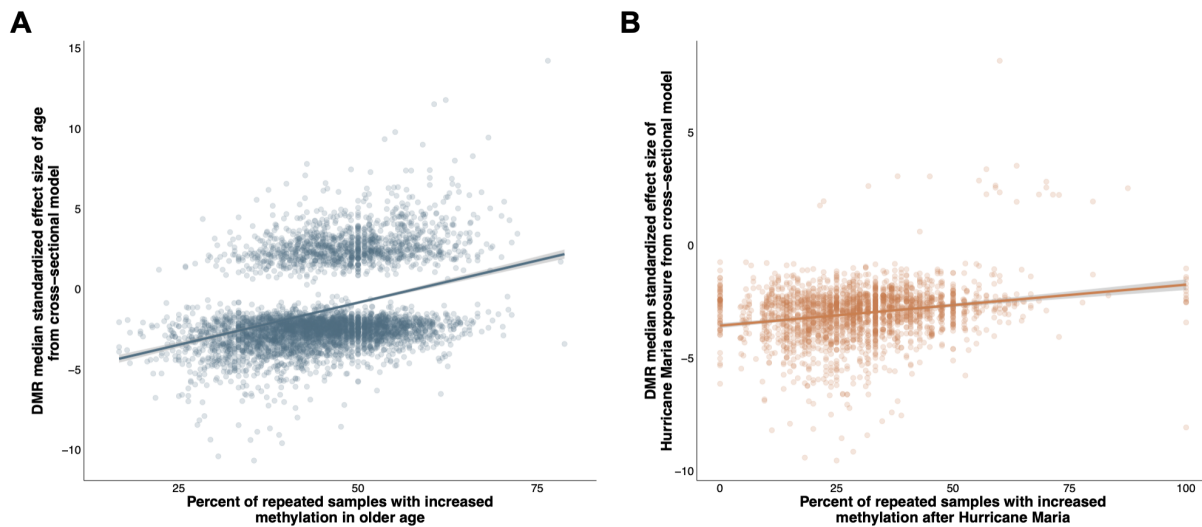 A
B
DMR median standardized effect size of age
from cross−sectional model
15
10
5
0
−5
−10
25
50
75
Percent of repeated samples with increased
methylation in older age
DMR median standardized effect size of
Hurricane Maria exposure from cross−sectional model
5
0
−5
−10
0
25
50
75
100
Percent of repeated samples with increased
methylation after Hurricane Maria